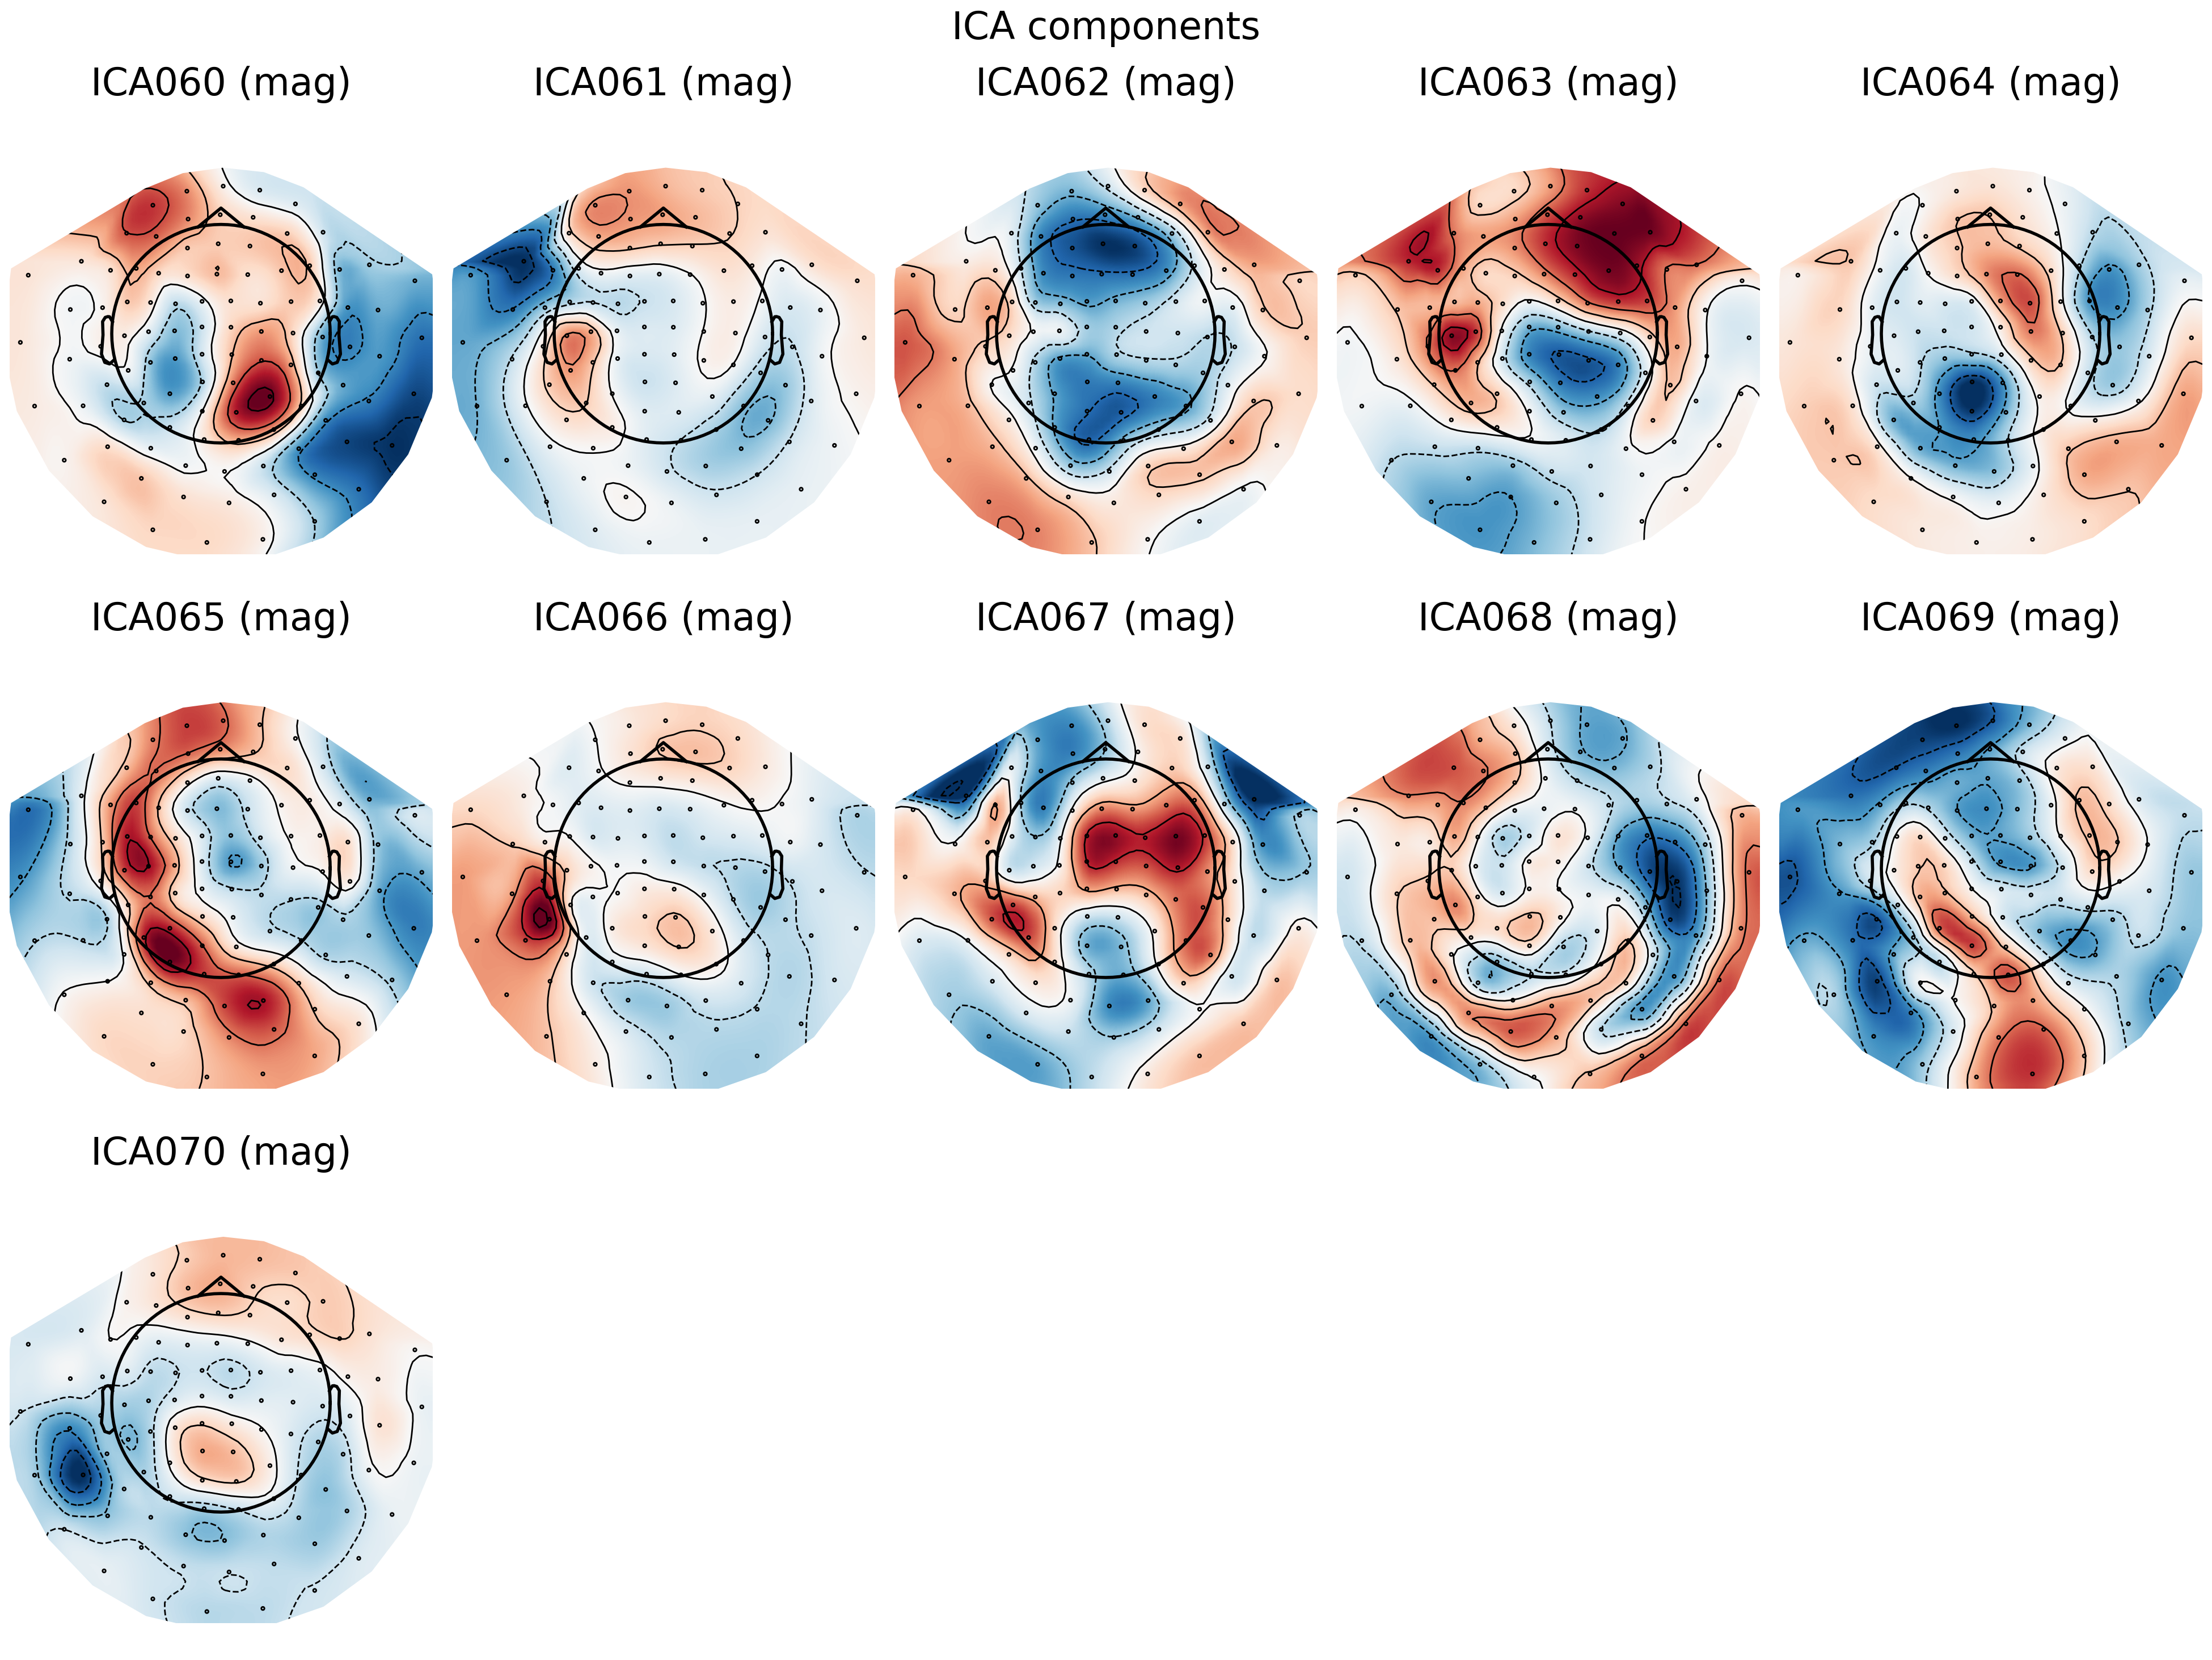 ICA components
ICA060 (mag)
ICA061 (mag)
ICA062 (mag)
ICA063 (mag)
ICA064 (mag)
ICA065 (mag)
ICA066 (mag)
ICA067 (mag)
ICA068 (mag)
ICA069 (mag)
ICA070 (mag)